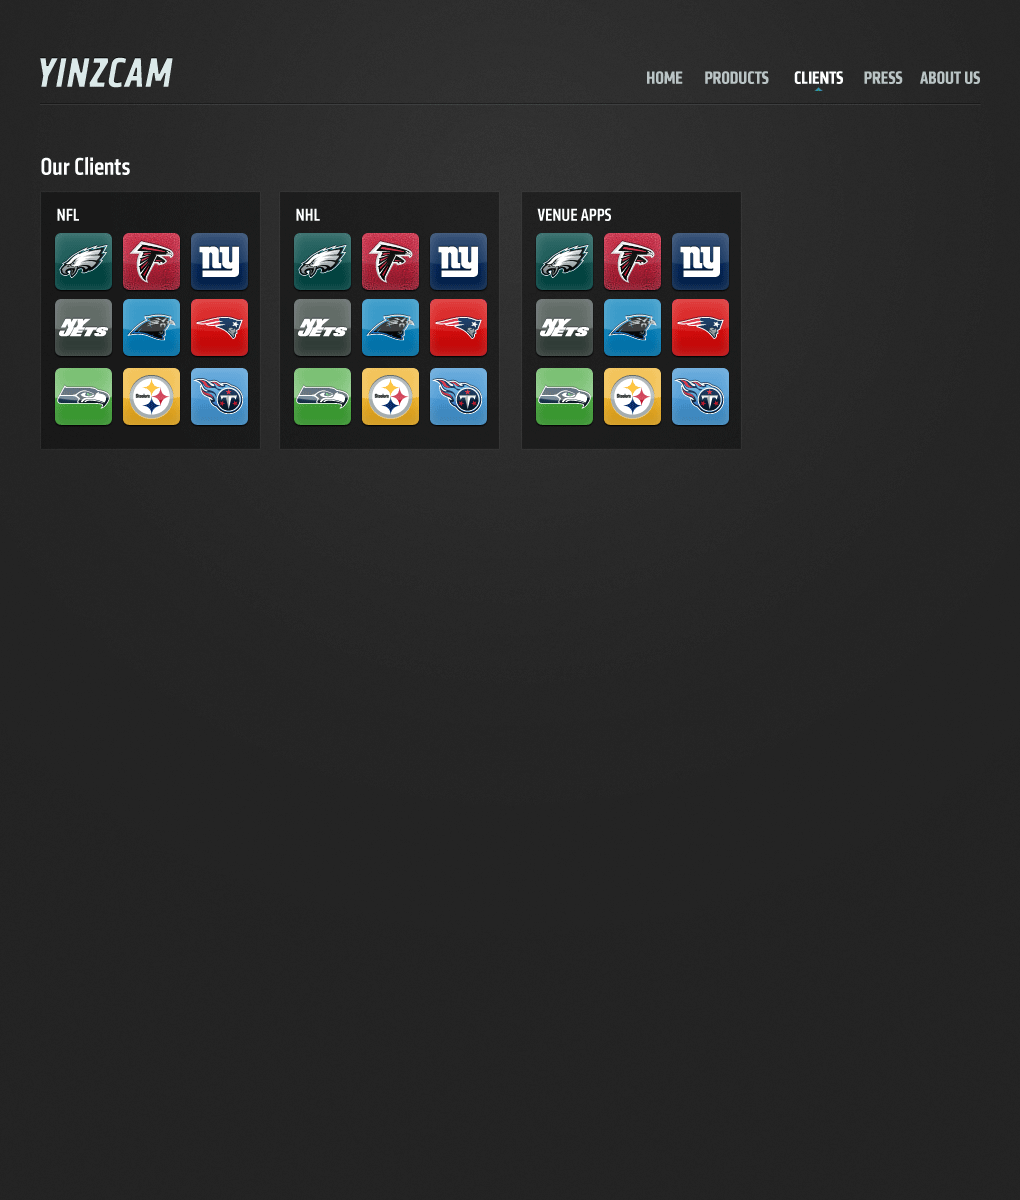 YINZCAM
HOME PRODUCTS CLIENTS PRESS ABOUT US
Our Clients
NFL
ny
NY JETS
Steelers
T
NHL
ny
NY JETS
Steelers
T
VENUE APPS
ny
NY JETS
Steelers
T